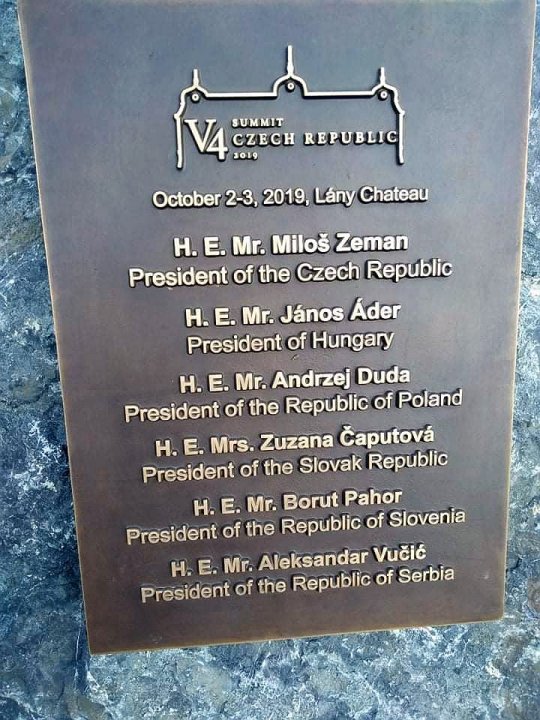 V4 SUMMIT
CZECH REPUBLIC
2019
October 2-3, 2019, Lány Chateau
H. E. Mr. Miloš Zeman
President of the Czech Republic
H. E. Mr. János Áder
President of Hungary
H. E. Mr. Andrzej Duda
President of the Republic of Poland
H. E. Mrs. Zuzana Čaputová
President of the Slovak Republic
H. E. Mr. Borut Pahor
President of the Republic of Slovenia
H. E. Mr. Aleksandar Vučić
President of the Republic of Serbia